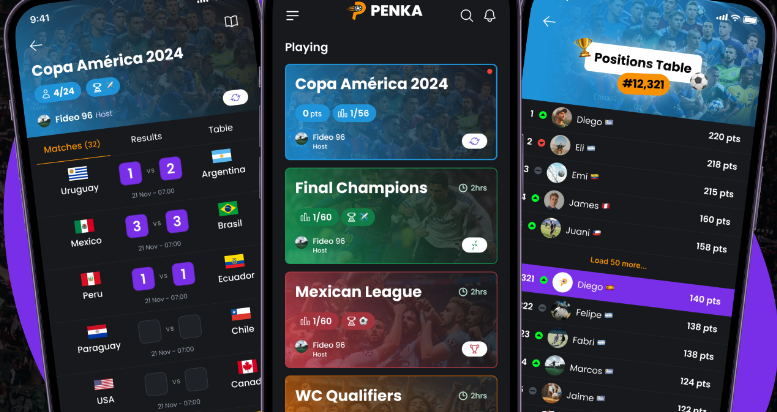 9:41
Copa América 2024
4/24
Fideo 96 Host
Matches (32)
Results
Table
Uruguay
1 vs 2
Argentina
21 Nov - 07:00
Mexico
3 vs 3
Brasil
21 Nov - 07:00
Peru
1 vs 1
Ecuador
21 Nov - 07:00
Paraguay
vs
Chile
21 Nov - 07:00
USA
vs
Canad
21 Nov - 07:00
PENKA
Playing
Copa América 2024
0 pts
1/56
Fideo 96
Host
Final Champions
2hrs
1/60
Fideo 96
Host
Mexican League
2hrs
1/60
Fideo 96
Host
WC Qualifiers
2hrs
Positions Table
#12,321
1 Diego 220 pts
2 Eli 218 pts
3 Emi 215 pts
James 160 pts
Juani 158 pts
Load 50 more...
321 Diego 140 pts
22 Felipe 138 pts
23 Fabri 138 pts
Marcos 124 pts
Jaime 122 pts